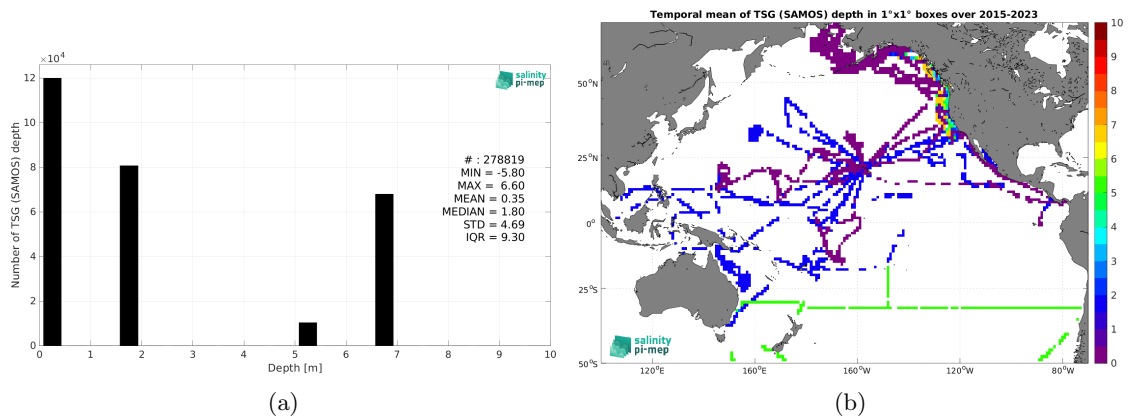 Temporal mean of TSG (SAMOS) depth in 1°x1° boxes over 2015-2023
×10⁴
12
10
8
6
4
2
0
Number of TSG (SAMOS) depth
0 1 2 3 4 5 6 7 8 9 10
Depth [m]
salinity
pi-mep
# : 278819
MIN = -5.80
MAX = 6.60
MEAN = 0.35
MEDIAN = 1.80
STD = 4.69
IQR = 9.30
(a)
50°N
25°N
0°
25°S
50°S
120°E
160°E
160°W
120°W
80°W
salinity
pi-mep
10
9
8
7
6
5
4
3
2
1
0
(b)